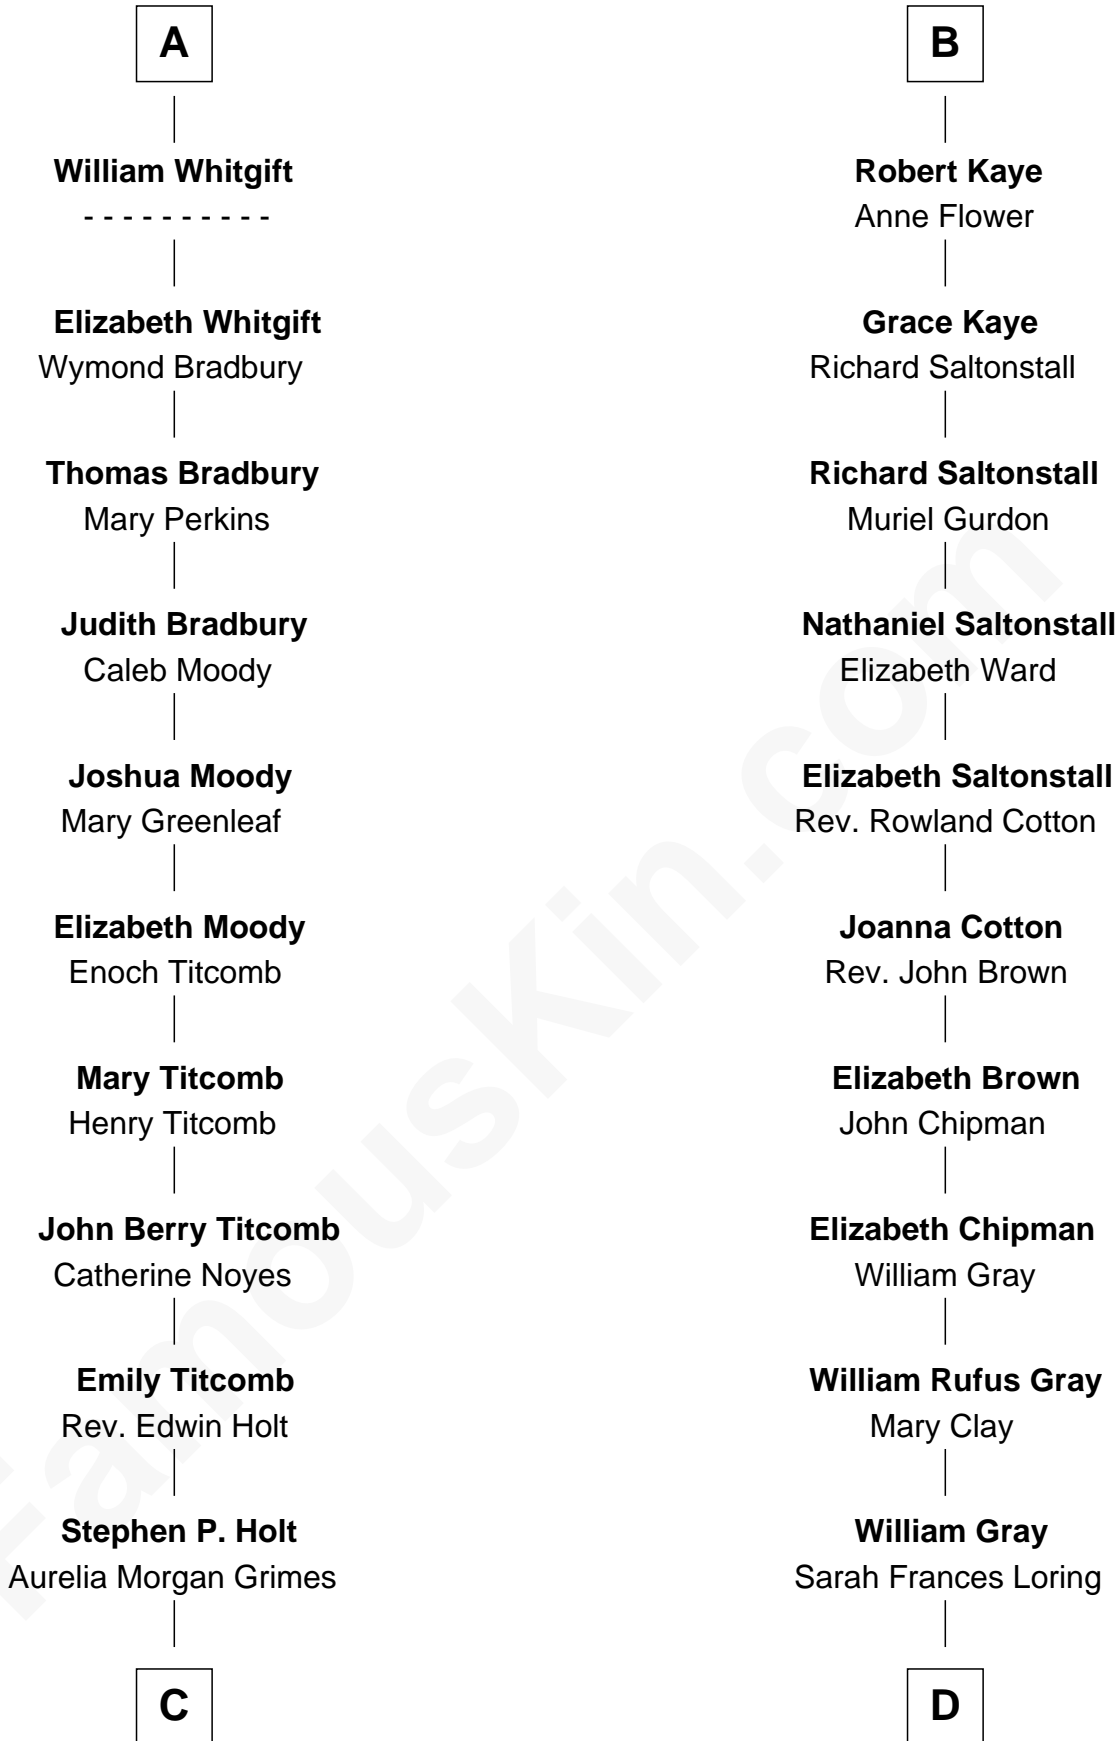 A
William Whitgift
- - - - - - - - - -
Elizabeth Whitgift
Wymond Bradbury
Thomas Bradbury
Mary Perkins
Judith Bradbury
Caleb Moody
Joshua Moody
Mary Greenleaf
Elizabeth Moody
Enoch Titcomb
Mary Titcomb
Henry Titcomb
John Berry Titcomb
Catherine Noyes
Emily Titcomb
Rev. Edwin Holt
Stephen P. Holt
Aurelia Morgan Grimes
C
B
Robert Kaye
Anne Flower
Grace Kaye
Richard Saltonstall
Richard Saltonstall
Muriel Gurdon
Nathaniel Saltonstall
Elizabeth Ward
Elizabeth Saltonstall
Rev. Rowland Cotton
Joanna Cotton
Rev. John Brown
Elizabeth Brown
John Chipman
Elizabeth Chipman
William Gray
William Rufus Gray
Mary Clay
William Gray
Sarah Frances Loring
D
FamousKin.com